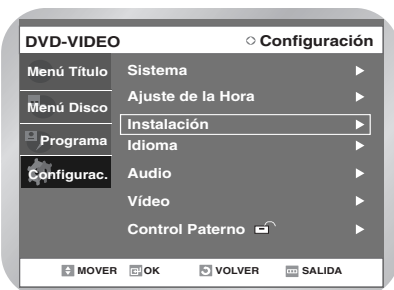 DVD-VIDEO
Configuración
Menú Título
Sistema
Ajuste de la Hora
Menú Disco
Instalación
Programa
Idioma
Configurac.
Audio
Vídeo
Control Paterno
MOVER OK VOLVER SALIDA